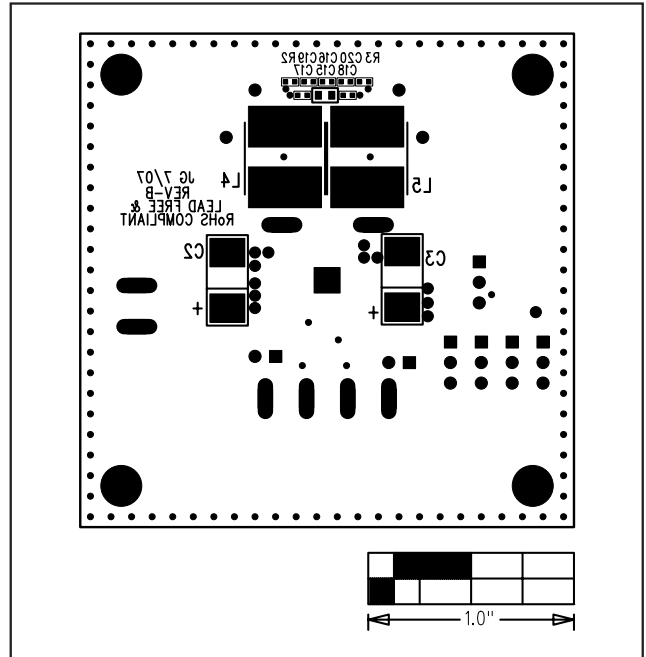 R3 C20 C16 C19 R2
C18 C15 C17
L4
L5
JG 7/07
REV-B
LEAD FREE &
RoHS COMPLIANT
C2
C3
+
+
1.0"